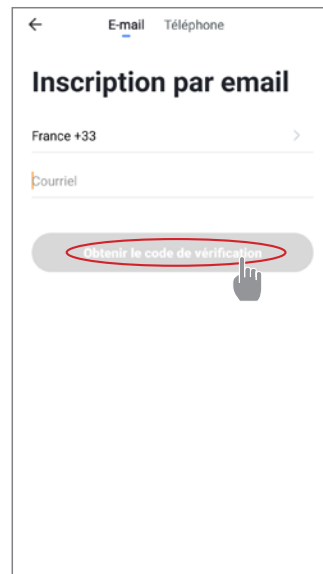 E-mail Téléphone
Inscription par email
France +33
Courriel
Obtenir le code de vérification